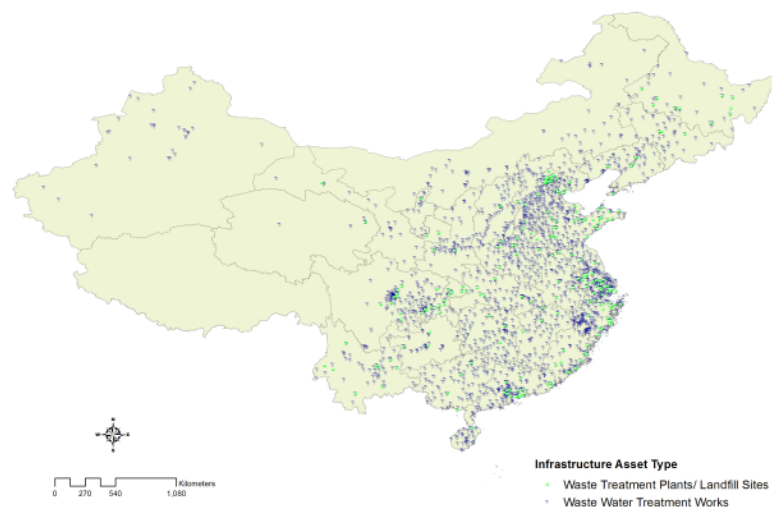 N
W E
S
Kilometers
0 270 540 1,080
Infrastructure Asset Type
Waste Treatment Plants/ Landfill Sites
Waste Water Treatment Works